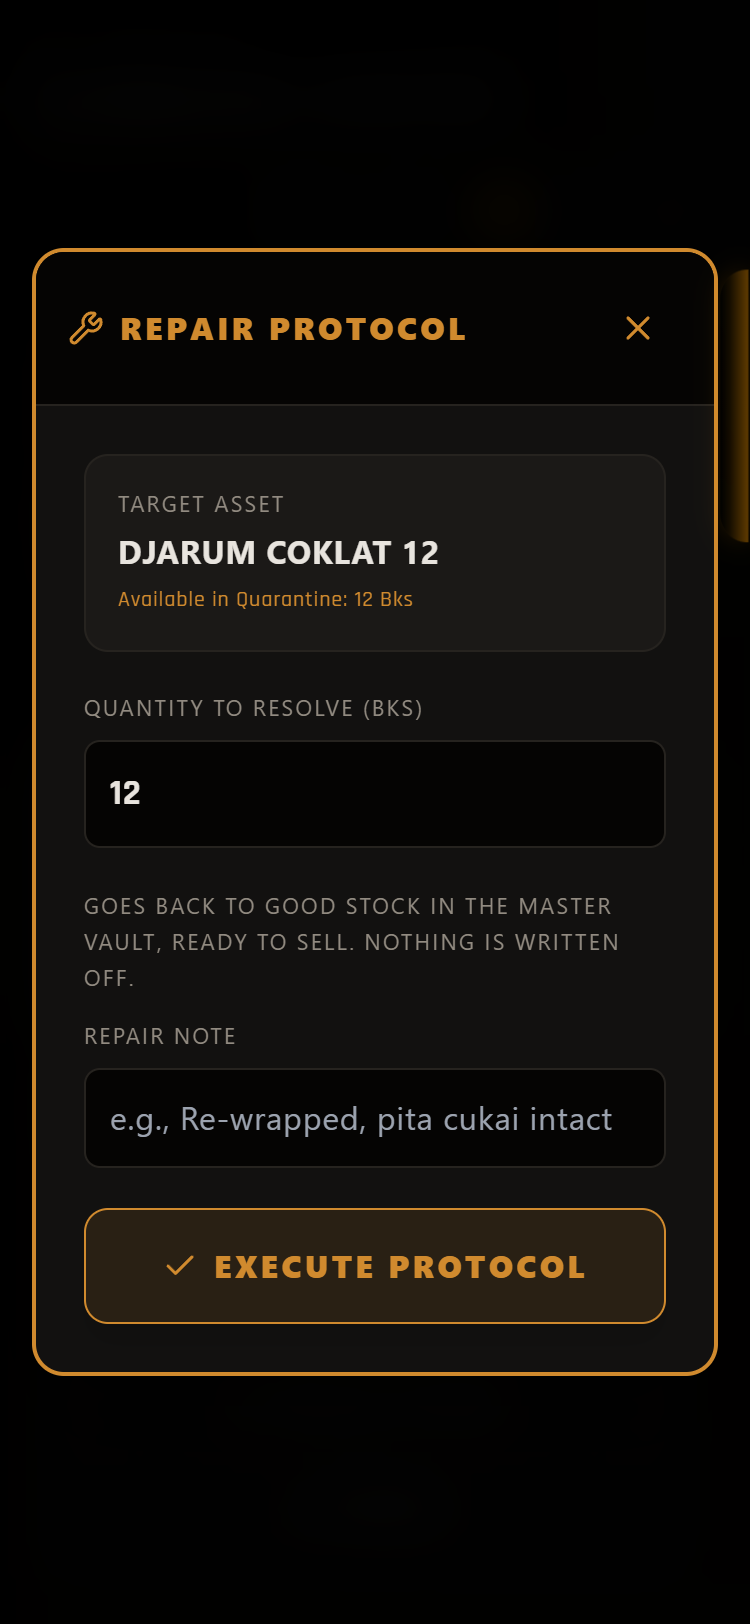 REPAIR PROTOCOL
TARGET ASSET
DJARUM COKLAT 12
Available in Quarantine: 12 Bks
QUANTITY TO RESOLVE (BKS)
12
GOES BACK TO GOOD STOCK IN THE MASTER
VAULT, READY TO SELL. NOTHING IS WRITTEN
OFF.
REPAIR NOTE
e.g., Re-wrapped, pita cukai intact
EXECUTE PROTOCOL